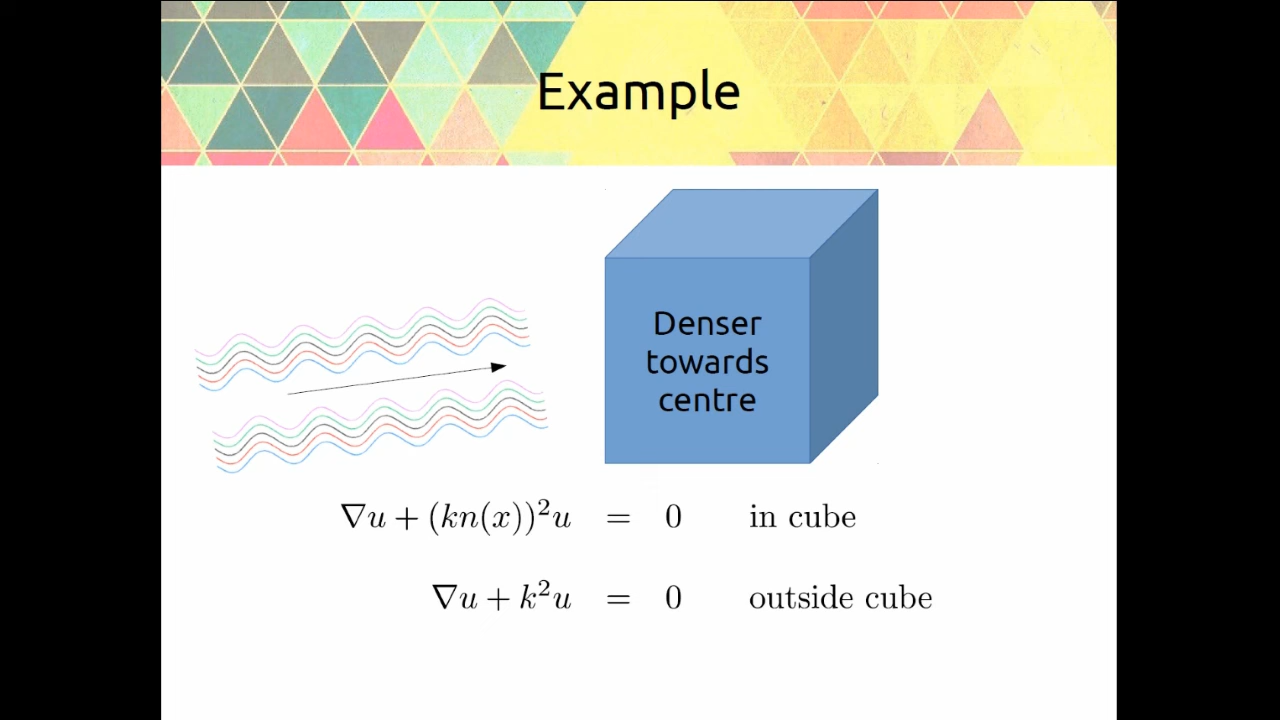 Example
Denser
towards
centre
∇u + (kn(x))²u = 0 in cube
∇u + k²u = 0 outside cube